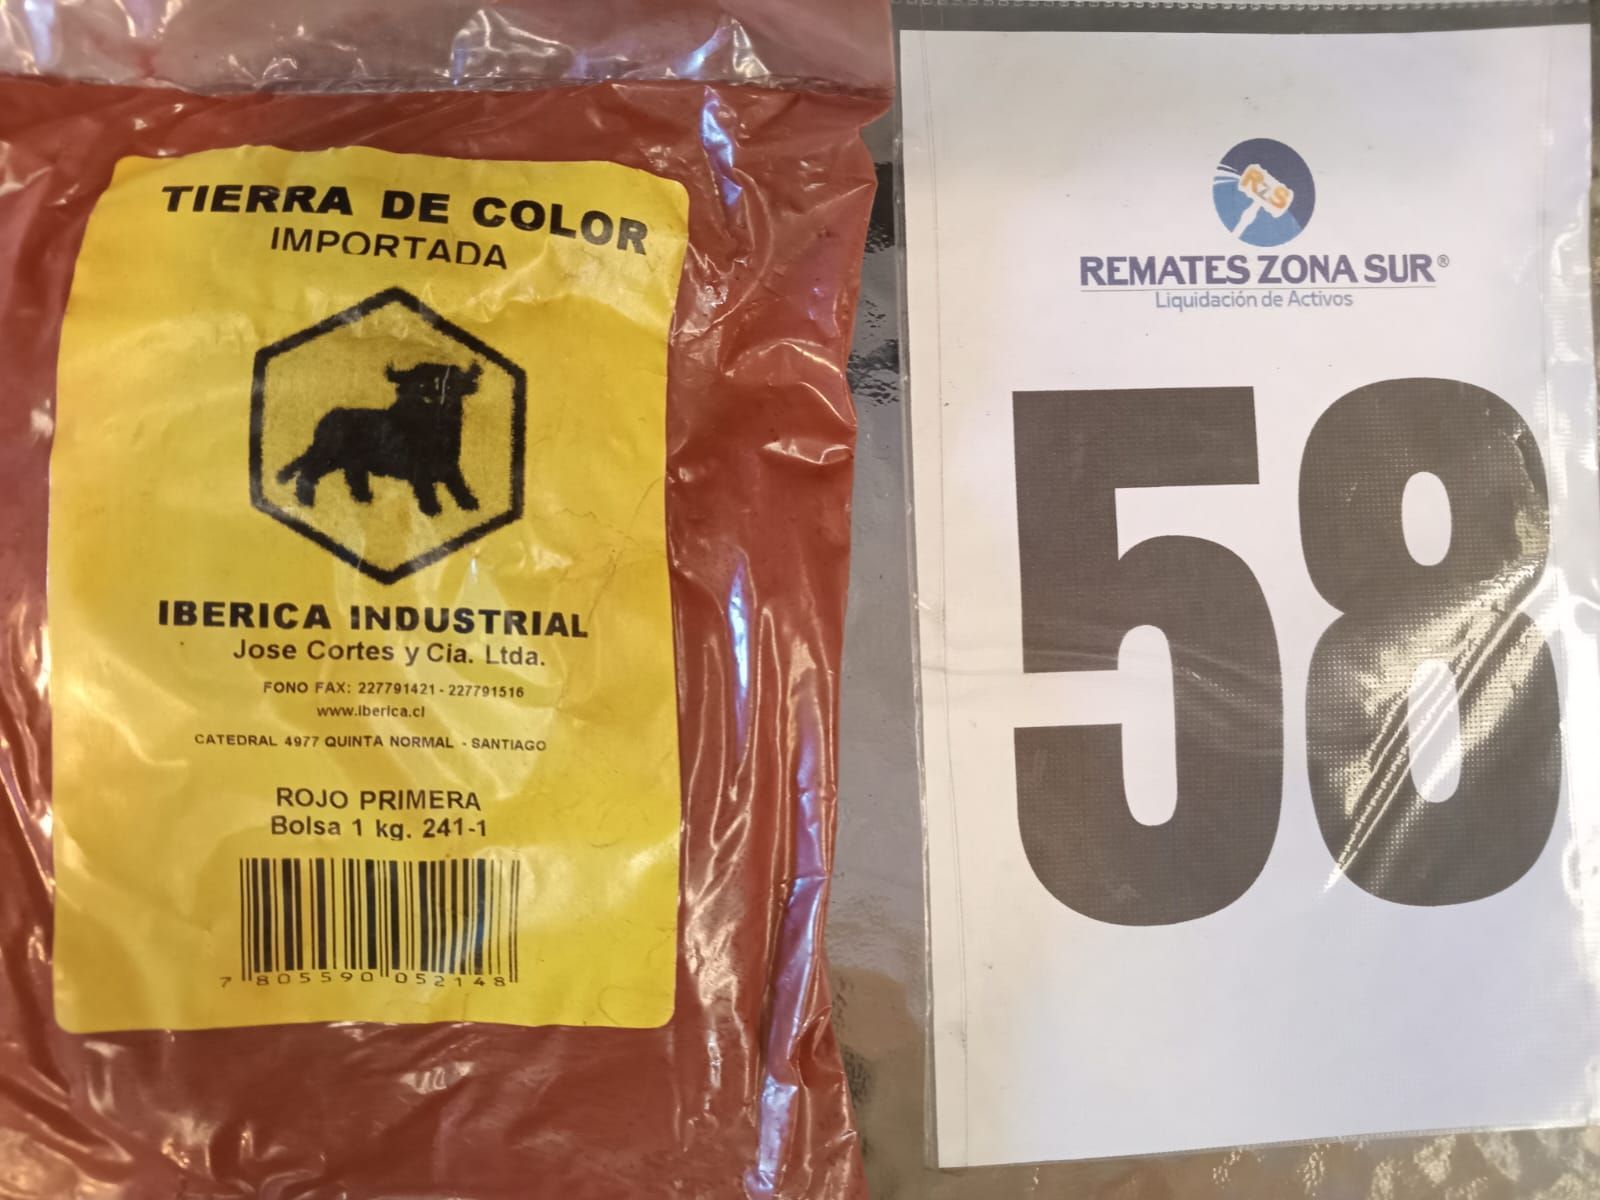 TIERRA DE COLOR
IMPORTADA
IBERICA INDUSTRIAL
Jose Cortes y Cia. Ltda.
FONO FAX: 227791421 - 227791516
www.iberica.cl
CATEDRAL 4977 QUINTA NORMAL - SANTIAGO
ROJO PRIMERA
Bolsa 1 kg. 241-1
7 805590 052148
RZS
REMATES ZONA SUR®
Liquidación de Activos
58